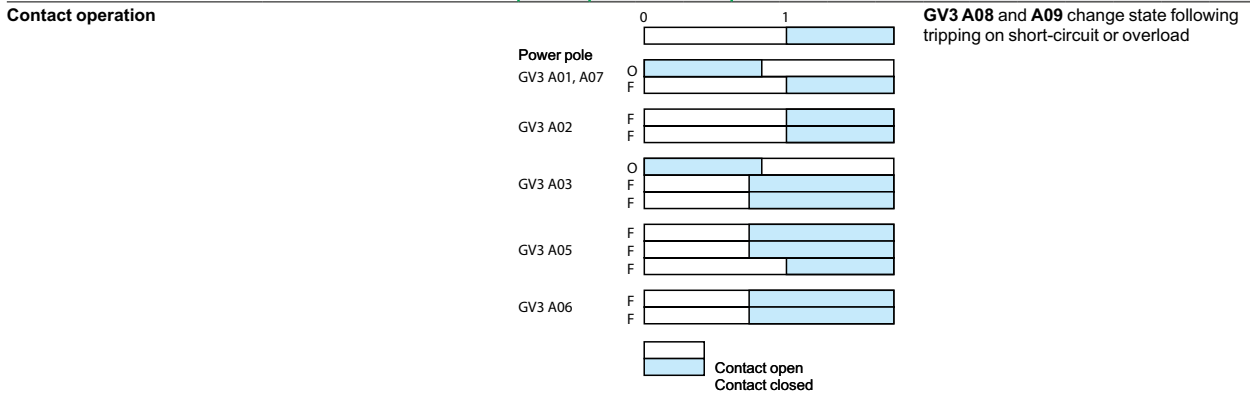 Contact operation
0 1
GV3 A08 and A09 change state following
tripping on short-circuit or overload
Power pole
GV3 A01, A07
O
F
GV3 A02
F
F
GV3 A03
O
F
F
GV3 A05
F
F
F
GV3 A06
F
F
Contact open
Contact closed